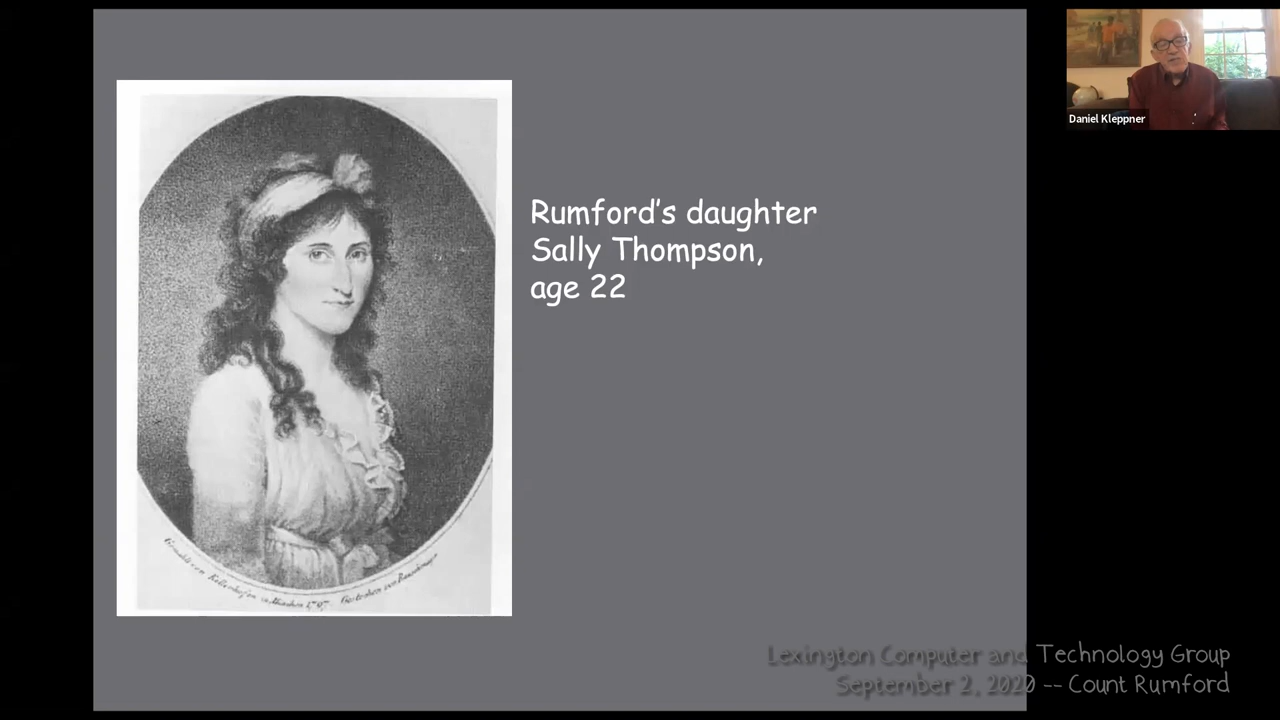 Rumford's daughter
Sally Thompson,
age 22
Daniel Kleppner
Lexington Computer and Technology Group
September 2, 2020 -- Count Rumford